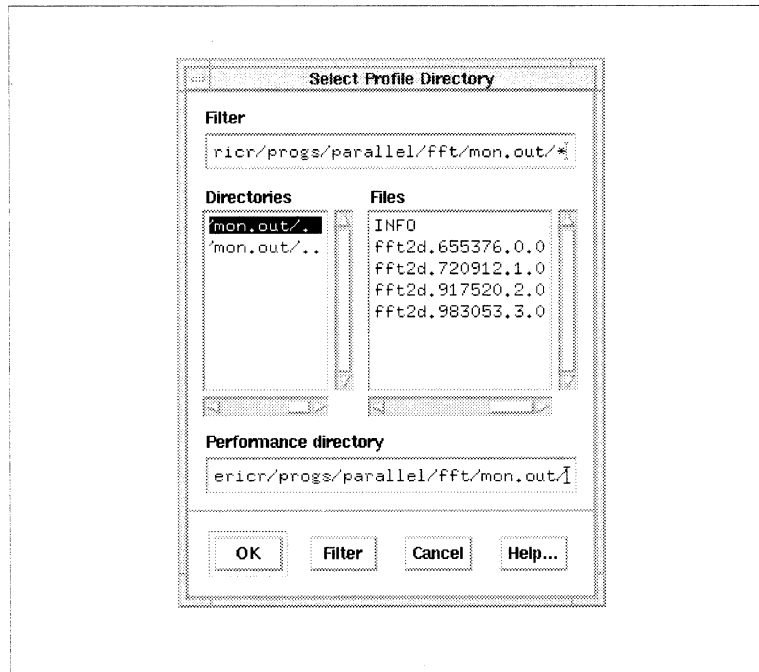 Select Profile Directory
Filter
ricr/progs/parallel/fft/mon.out/*
Directories
Files
/mon.out/.
/mon.out/..
INFO
fft2d.655376.0.0
fft2d.720912.1.0
fft2d.917520.2.0
fft2d.983053.3.0
Performance directory
ericr/progs/parallel/fft/mon.out/
OK
Filter
Cancel
Help...